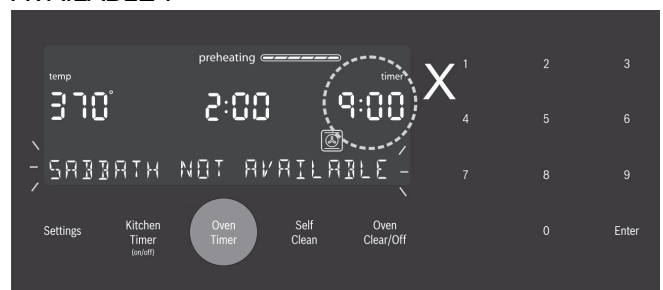 preheating
temp timer
370° 2:00 9:00 X
SABBATH NOT AVAILABLE
Settings
Kitchen
Timer
(on/off)
Oven
Timer
Self
Clean
Oven
Clear/Off
1 2 3
4 5 6
7 8 9
0 Enter